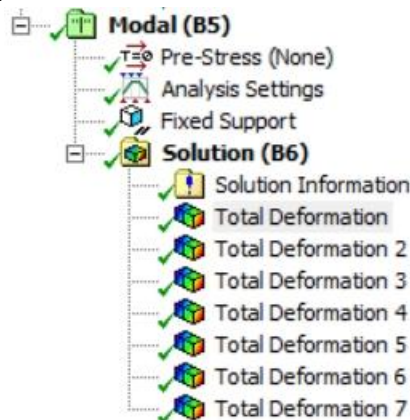 Modal (B5)
T=0 Pre-Stress (None)
Analysis Settings
Fixed Support
Solution (B6)
Solution Information
Total Deformation
Total Deformation 2
Total Deformation 3
Total Deformation 4
Total Deformation 5
Total Deformation 6
Total Deformation 7